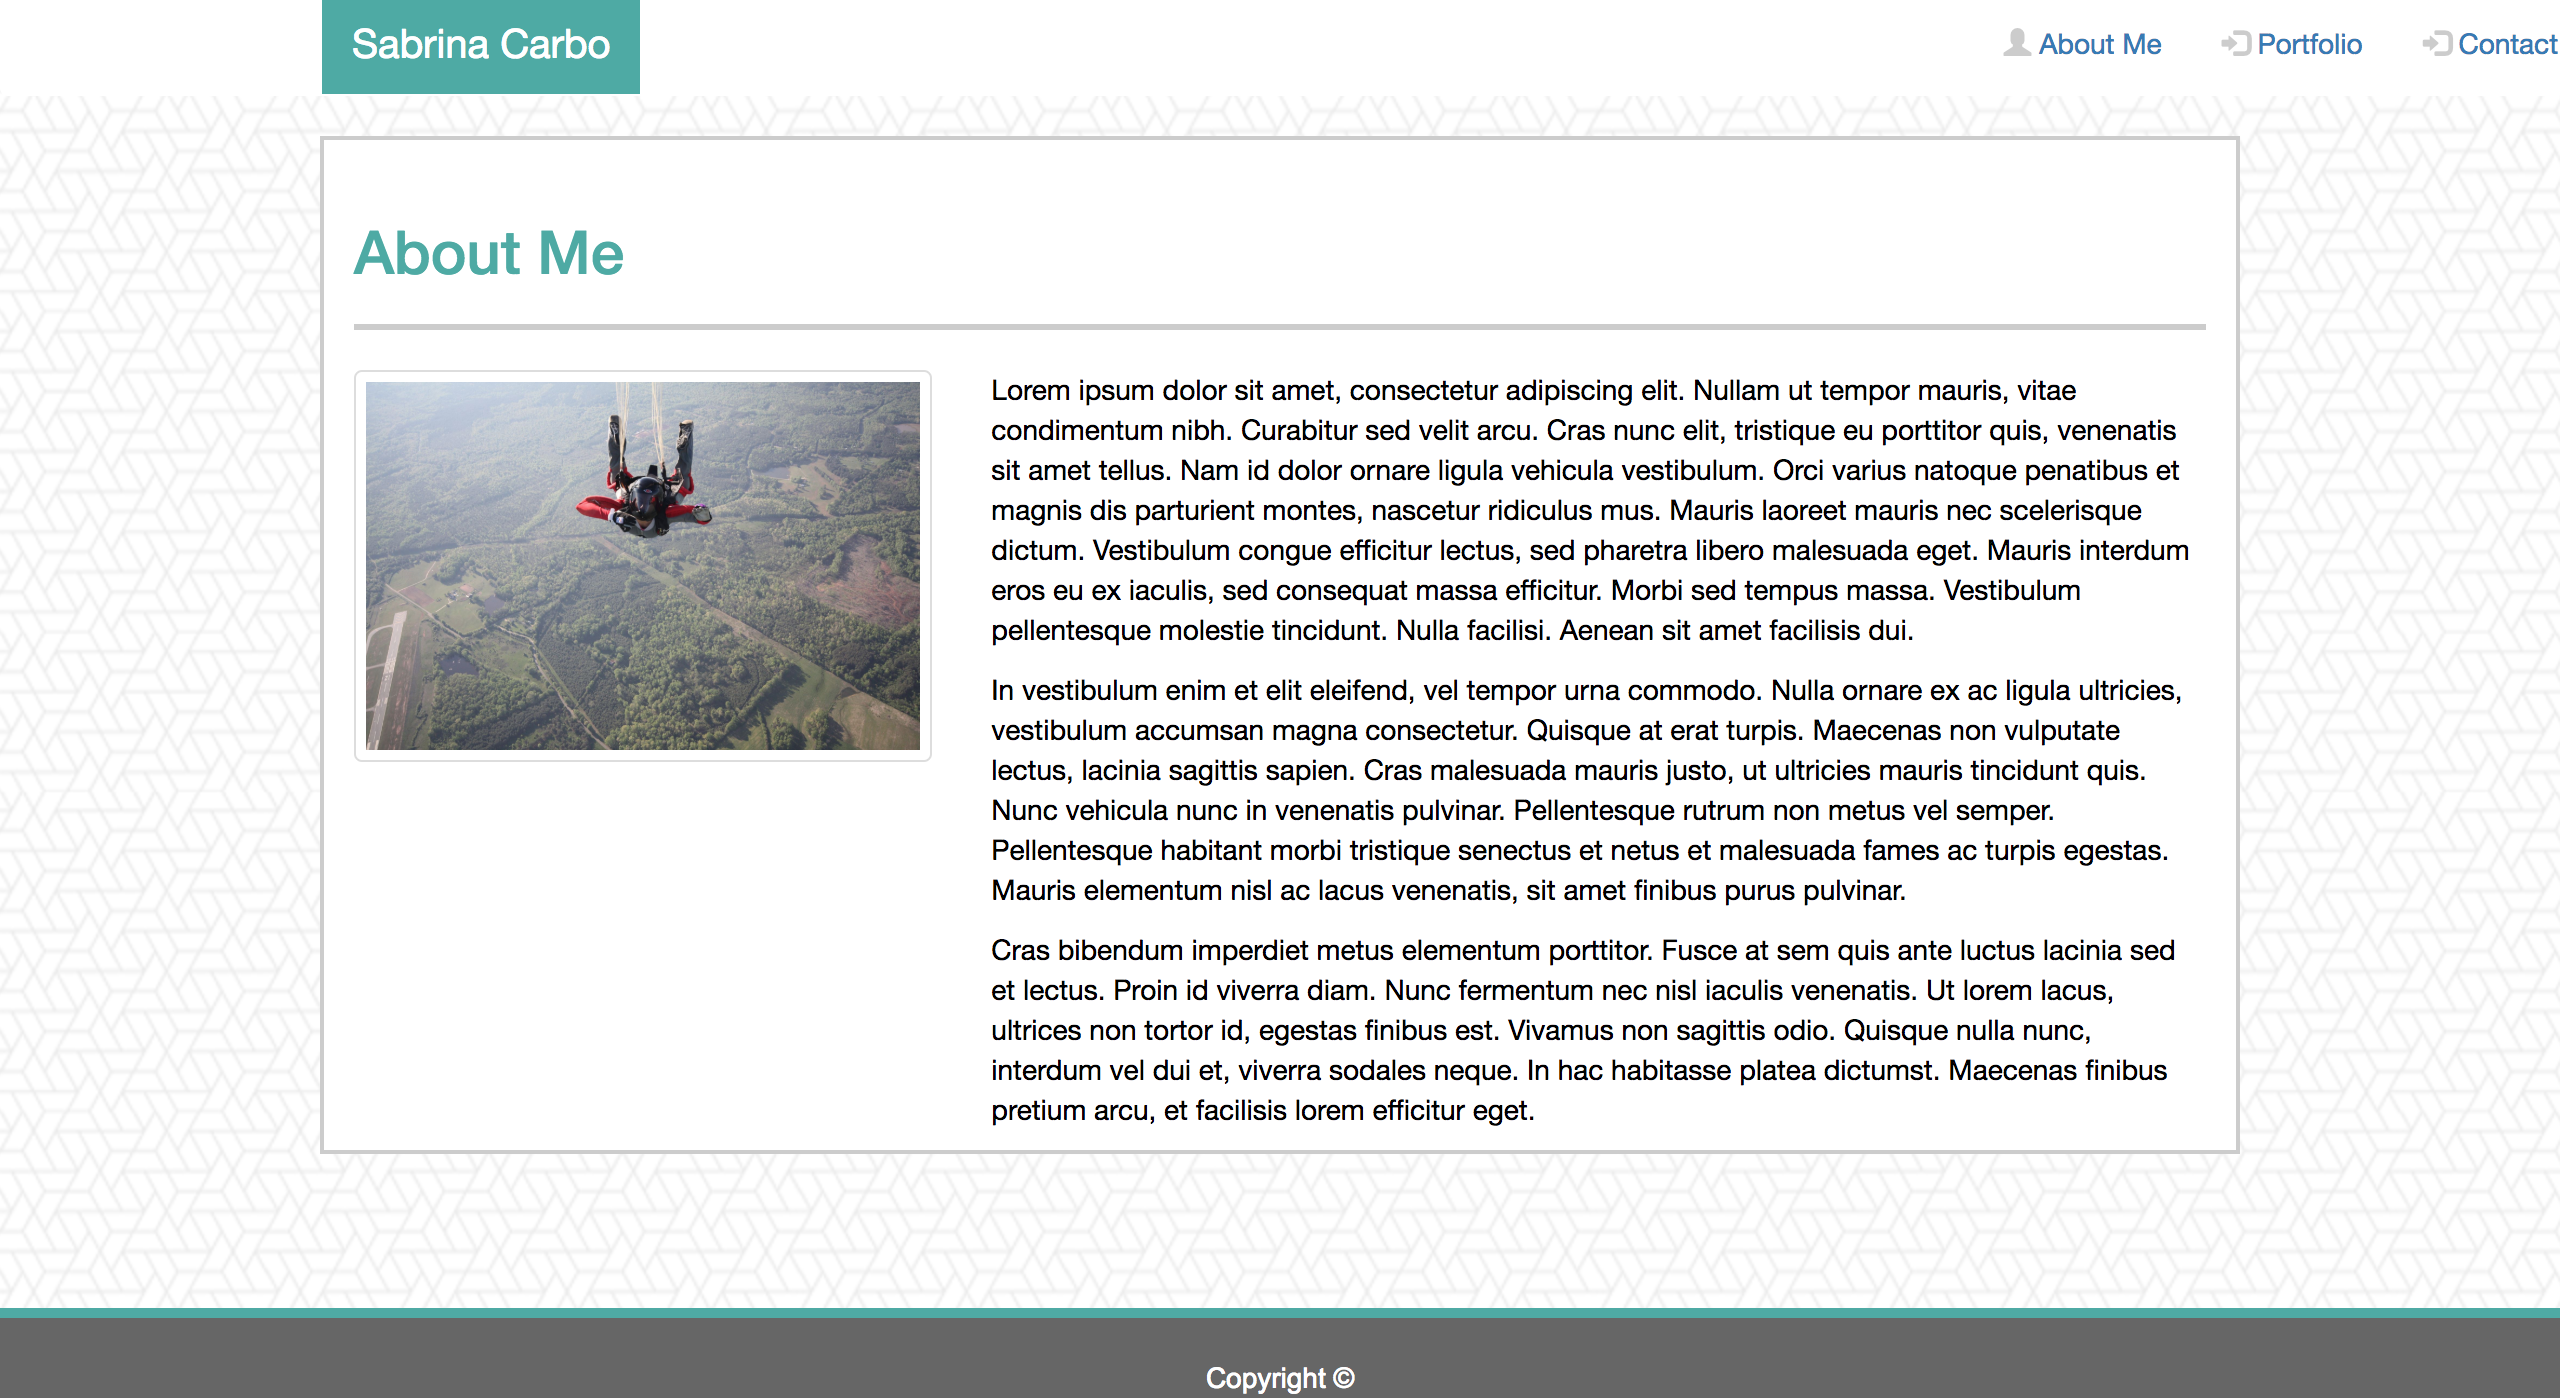 Sabrina Carbo
About Me
Portfolio
Contact
About Me
Lorem ipsum dolor sit amet, consectetur adipiscing elit. Nullam ut tempor mauris, vitae
condimentum nibh. Curabitur sed velit arcu. Cras nunc elit, tristique eu porttitor quis, venenatis
sit amet tellus. Nam id dolor ornare ligula vehicula vestibulum. Orci varius natoque penatibus et
magnis dis parturient montes, nascetur ridiculus mus. Mauris laoreet mauris nec scelerisque
dictum. Vestibulum congue efficitur lectus, sed pharetra libero malesuada eget. Mauris interdum
eros eu ex iaculis, sed consequat massa efficitur. Morbi sed tempus massa. Vestibulum
pellentesque molestie tincidunt. Nulla facilisi. Aenean sit amet facilisis dui.
In vestibulum enim et elit eleifend, vel tempor urna commodo. Nulla ornare ex ac ligula ultricies,
vestibulum accumsan magna consectetur. Quisque at erat turpis. Maecenas non vulputate
lectus, lacinia sagittis sapien. Cras malesuada mauris justo, ut ultricies mauris tincidunt quis.
Nunc vehicula nunc in venenatis pulvinar. Pellentesque rutrum non metus vel semper.
Pellentesque habitant morbi tristique senectus et netus et malesuada fames ac turpis egestas.
Mauris elementum nisl ac lacus venenatis, sit amet finibus purus pulvinar.
Cras bibendum imperdiet metus elementum porttitor. Fusce at sem quis ante luctus lacinia sed
et lectus. Proin id viverra diam. Nunc fermentum nec nisl iaculis venenatis. Ut lorem lacus,
ultrices non tortor id, egestas finibus est. Vivamus non sagittis odio. Quisque nulla nunc,
interdum vel dui et, viverra sodales neque. In hac habitasse platea dictumst. Maecenas finibus
pretium arcu, et facilisis lorem efficitur eget.
Copyright ©